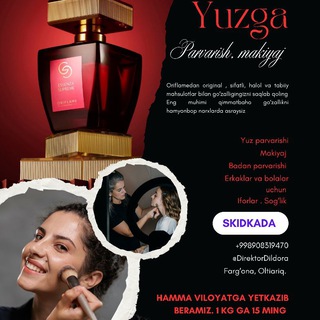 Yuzga
Parvarish, makiyaj
Oriflamedan original , sifatli, halol va tabiiy
mahsulotlar bilan go'zalligingizni saqlab qoling
Eng muhimi qimmatbaho go'zallikni
hamyonbop narxlarda asraysiz
Yuz parvarishi
Makiyaj
Badan parvarishi
Erkaklar va bolalar
uchun
Iforlar . Sog'lik
SKIDKADA
+998908319470
@DirektorDildora
Farg'ona, Oltiariq.
HAMMA VILOYATGA YETKAZIB
BERAMIZ. 1 KG GA 15 MING